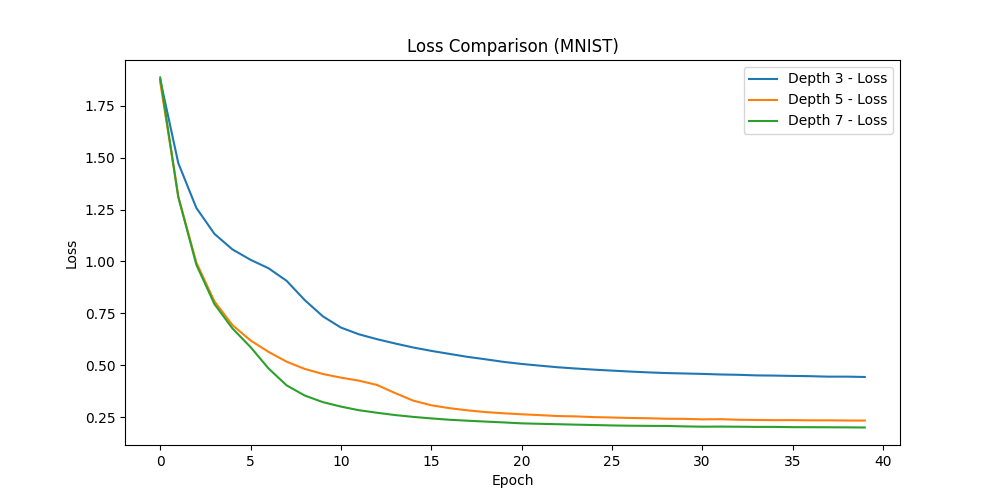 Loss Comparison (MNIST)
Depth 3 - Loss
Depth 5 - Loss
Depth 7 - Loss
Loss
1.75
1.50
1.25
1.00
0.75
0.50
0.25
0 5 10 15 20 25 30 35 40
Epoch